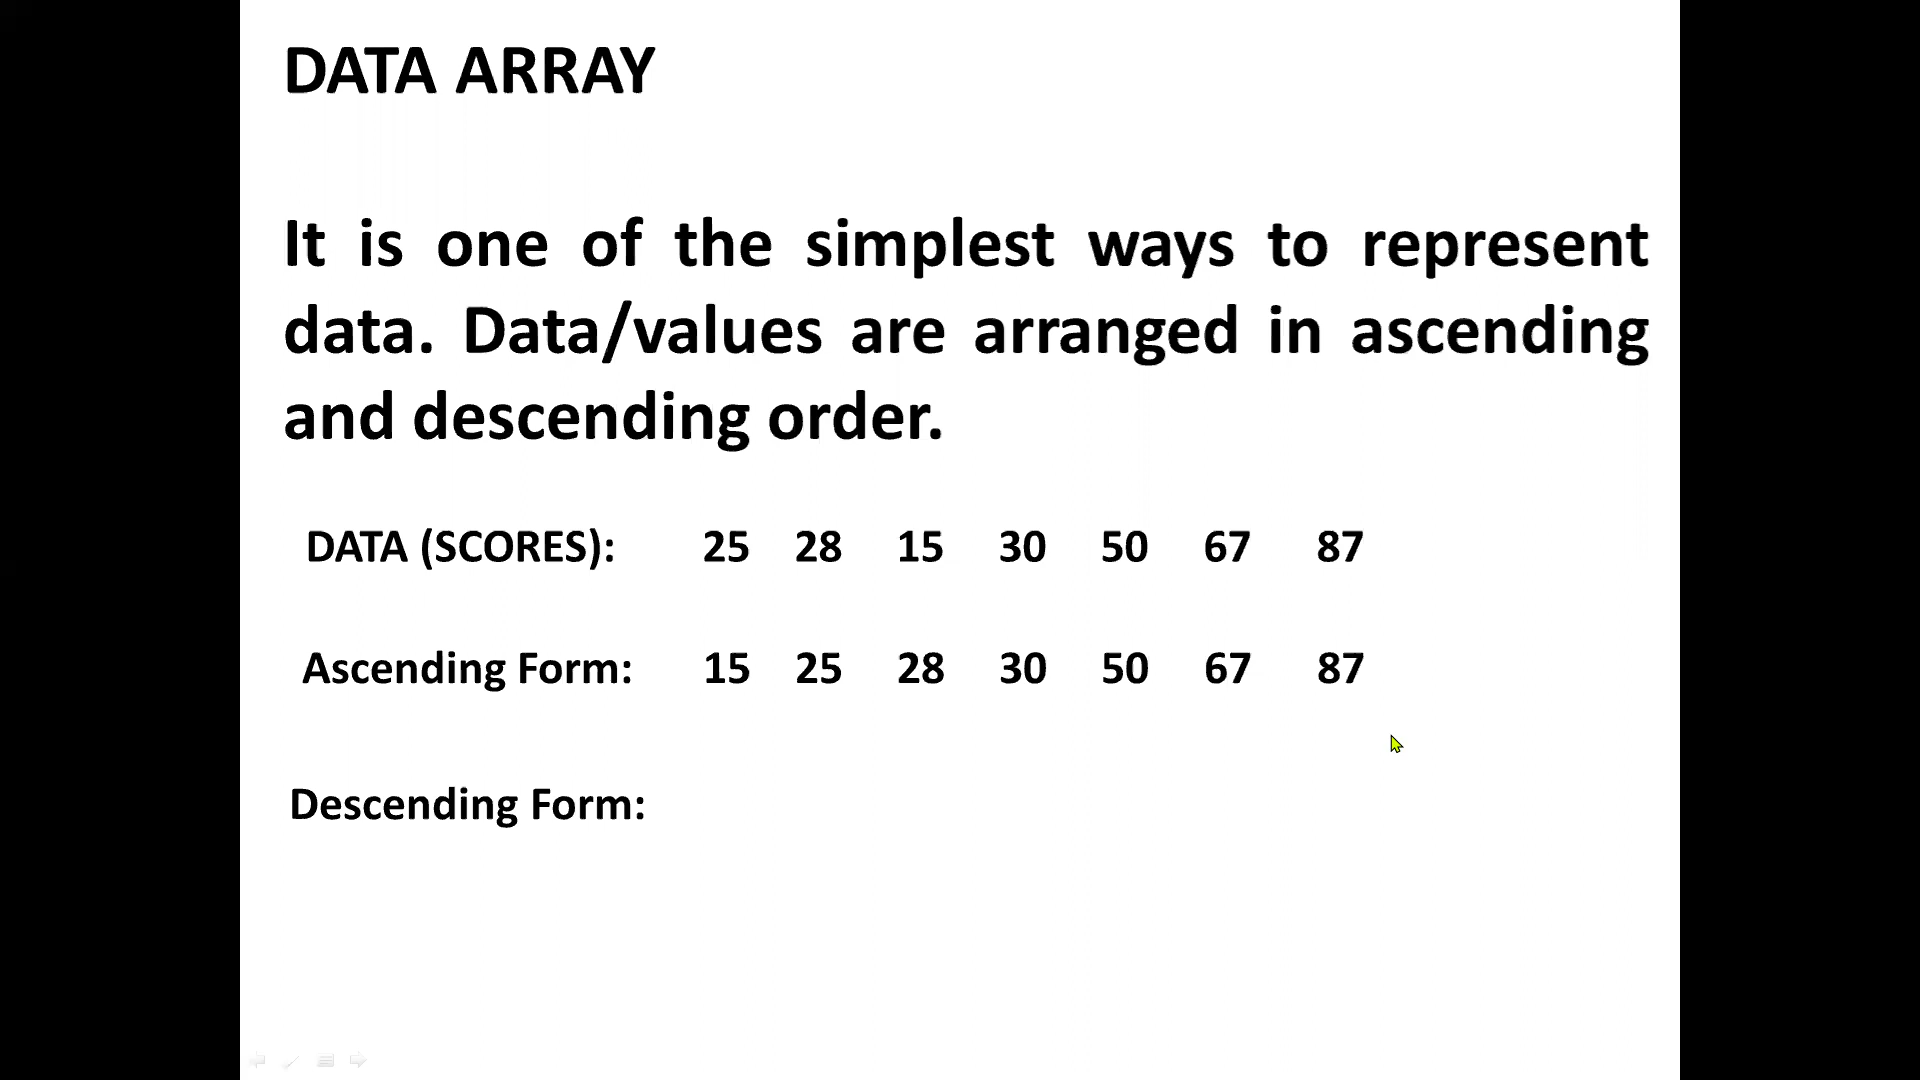 DATA ARRAY
It is one of the simplest ways to represent
data. Data/values are arranged in ascending
and descending order.
DATA (SCORES): 25 28 15 30 50 67 87
Ascending Form: 15 25 28 30 50 67 87
Descending Form: